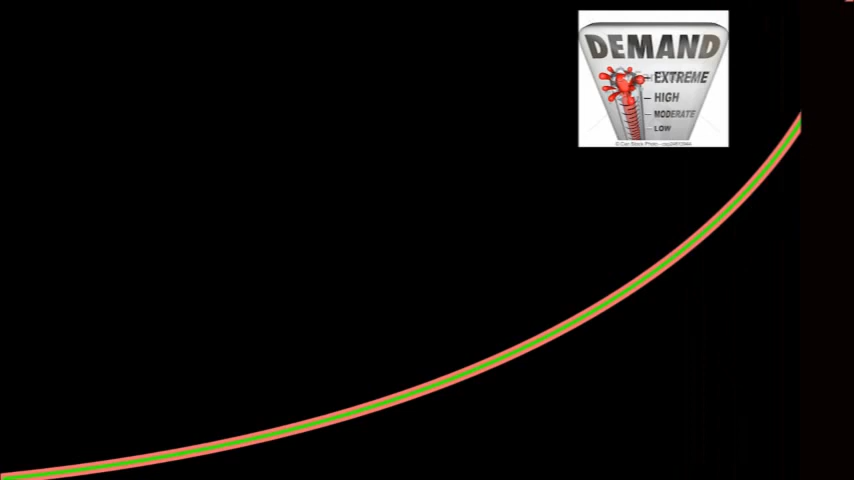 DEMAND
EXTREME
HIGH
MODERATE
LOW